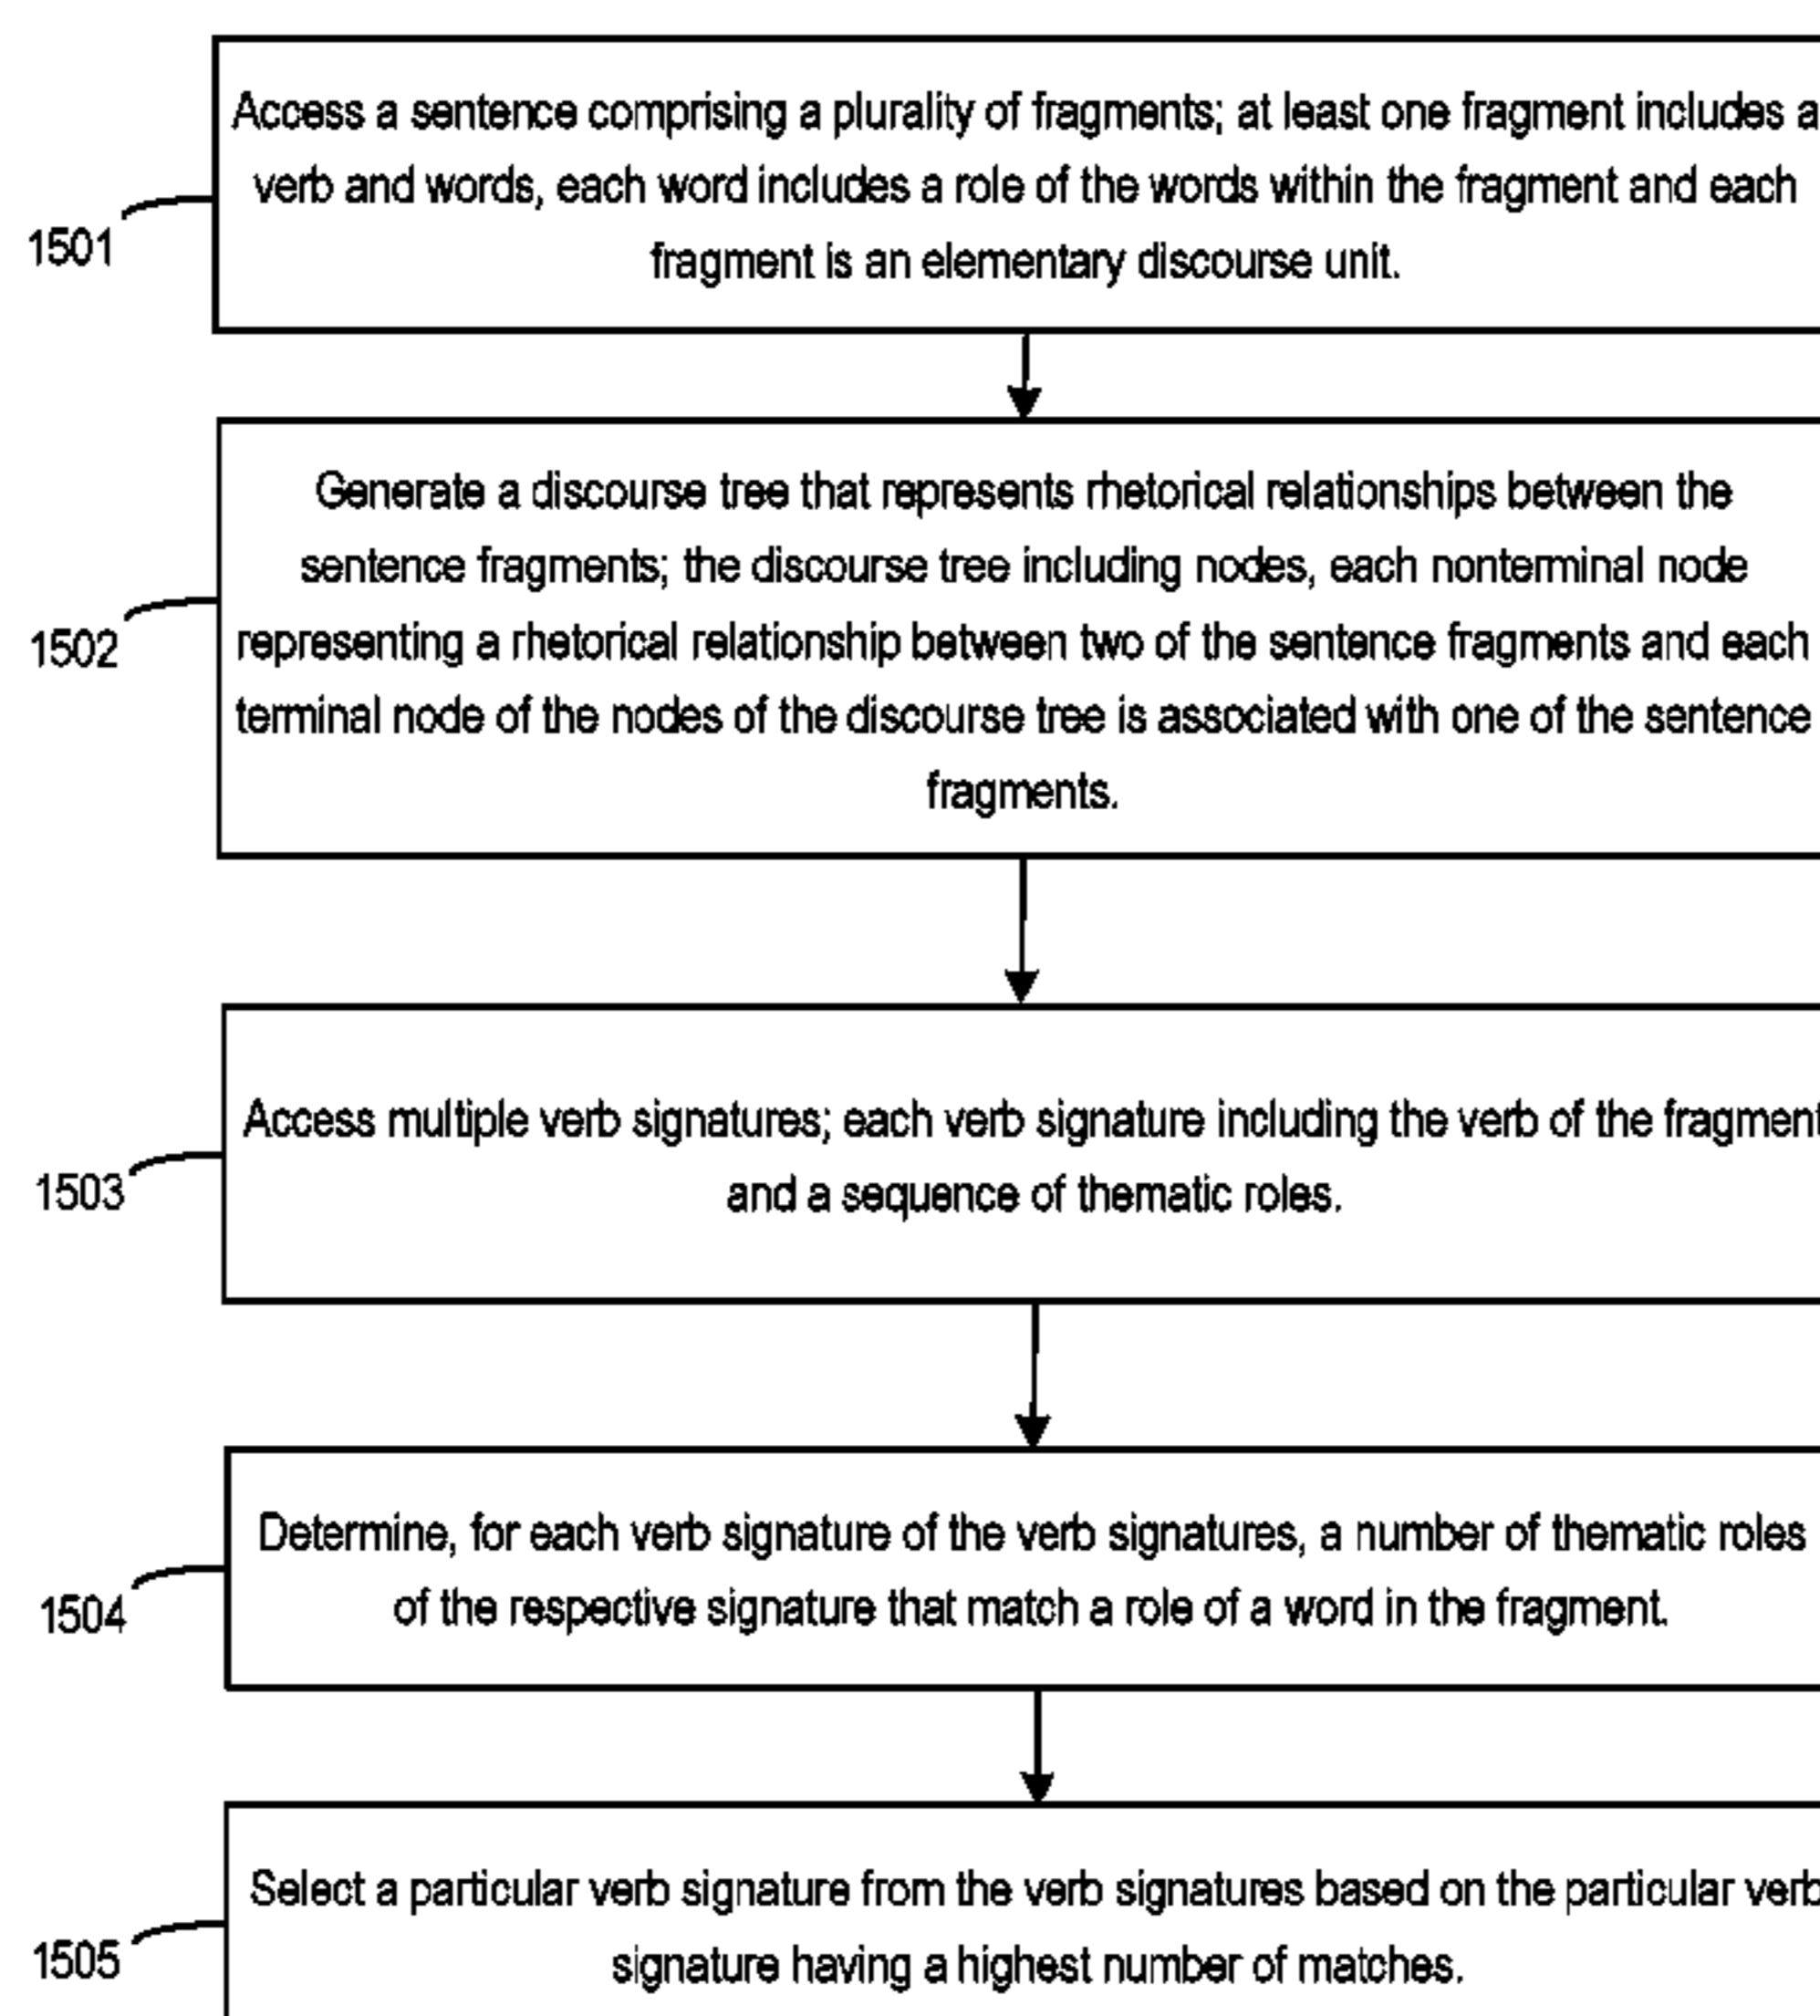 Access a sentence comprising a plurality of fragments; at least one fragment includes a
verb and words, each word includes a role of the words within the fragment and each
fragment is an elementary discourse unit.
1501
Generate a discourse tree that represents rhetorical relationships between the
sentence fragments; the discourse tree including nodes, each nonterminal node
representing a rhetorical relationship between two of the sentence fragments and each
terminal node of the nodes of the discourse tree is associated with one of the sentence
fragments.
1502
Access multiple verb signatures; each verb signature including the verb of the fragment
and a sequence of thematic roles.
1503
Determine, for each verb signature of the verb signatures, a number of thematic roles
of the respective signature that match a role of a word in the fragment.
1504
Select a particular verb signature from the verb signatures based on the particular verb
signature having a highest number of matches.
1505